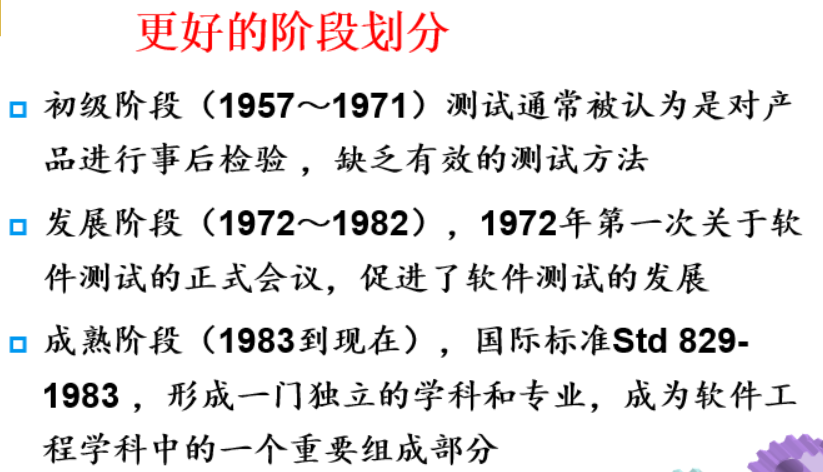 更好的阶段划分
初级阶段（1957～1971）测试通常被认为是对产
品进行事后检验 ，缺乏有效的测试方法
发展阶段（1972～1982），1972年第一次关于软
件测试的正式会议，促进了软件测试的发展
成熟阶段（1983到现在），国际标准Std 829-
1983 ，形成一门独立的学科和专业，成为软件工
程学科中的一个重要组成部分